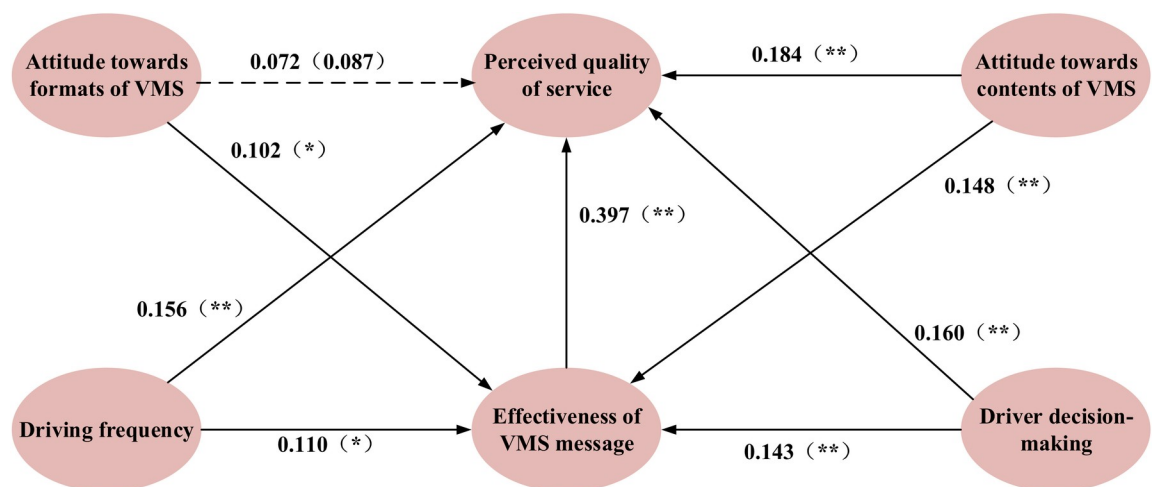 Attitude towards
formats of VMS
0.072（0.087）
Perceived quality
of service
0.184（**）
Attitude towards
contents of VMS
0.102（*）
0.148（**）
0.397（**）
0.156（**）
0.160（**）
Driving frequency
0.110（*）
Effectiveness of
VMS message
0.143（**）
Driver decision-
making